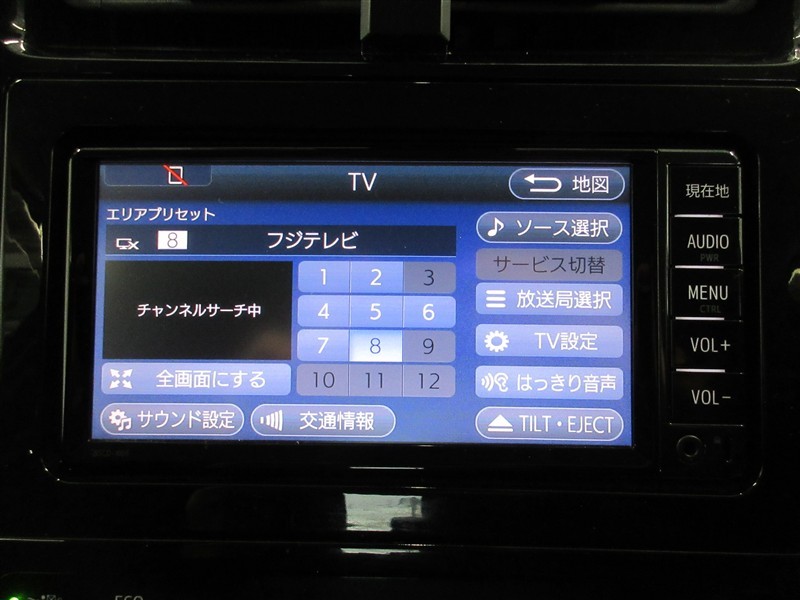 TV
地図
エリアプリセット
8 フジテレビ
チャンネルサーチ中
1 2 3
4 5 6
7 8 9
10 11 12
全画面にする
サウンド設定
交通情報
ソース選択
サービス切替
放送局選択
TV設定
はっきり音声
TILT・EJECT
現在地
AUDIO
PWR
MENU
CTRL
VOL+
VOL-